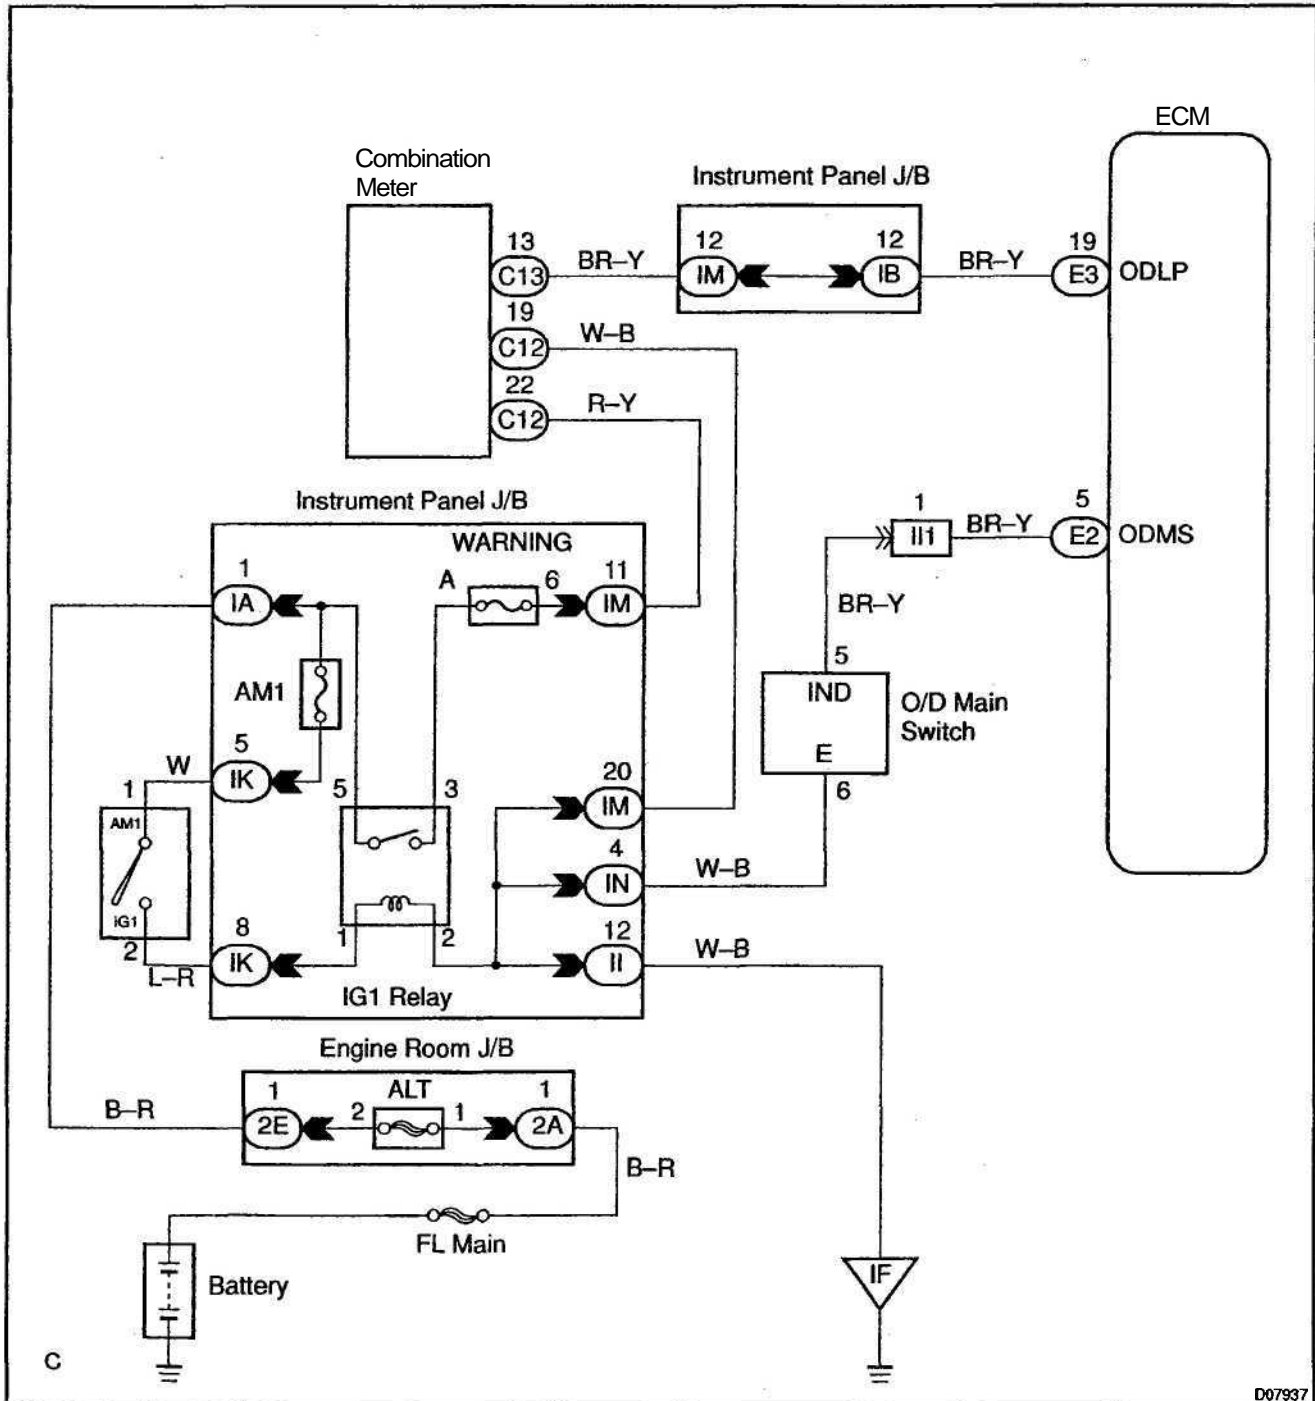 ECM
Combination
Meter
Instrument Panel J/B
13
C13
BR–Y
12
IM
12
IB
BR–Y
19
E3
ODLP
19
C12
W–B
22
C12
R–Y
Instrument Panel J/B
WARNING
1
IA
A
6
11
IM
1
II1
BR–Y
5
E2
ODMS
BR–Y
AM1
5
IND
O/D Main
Switch
E
6
W
5
IK
5
3
20
IM
1
AM1
IG1
2
4
IN
W–B
L–R
8
IK
1
2
12
II
W–B
IG1 Relay
Engine Room J/B
B–R
1
2E
2
ALT
1
1
2A
B–R
FL Main
Battery
IF
C
D07937